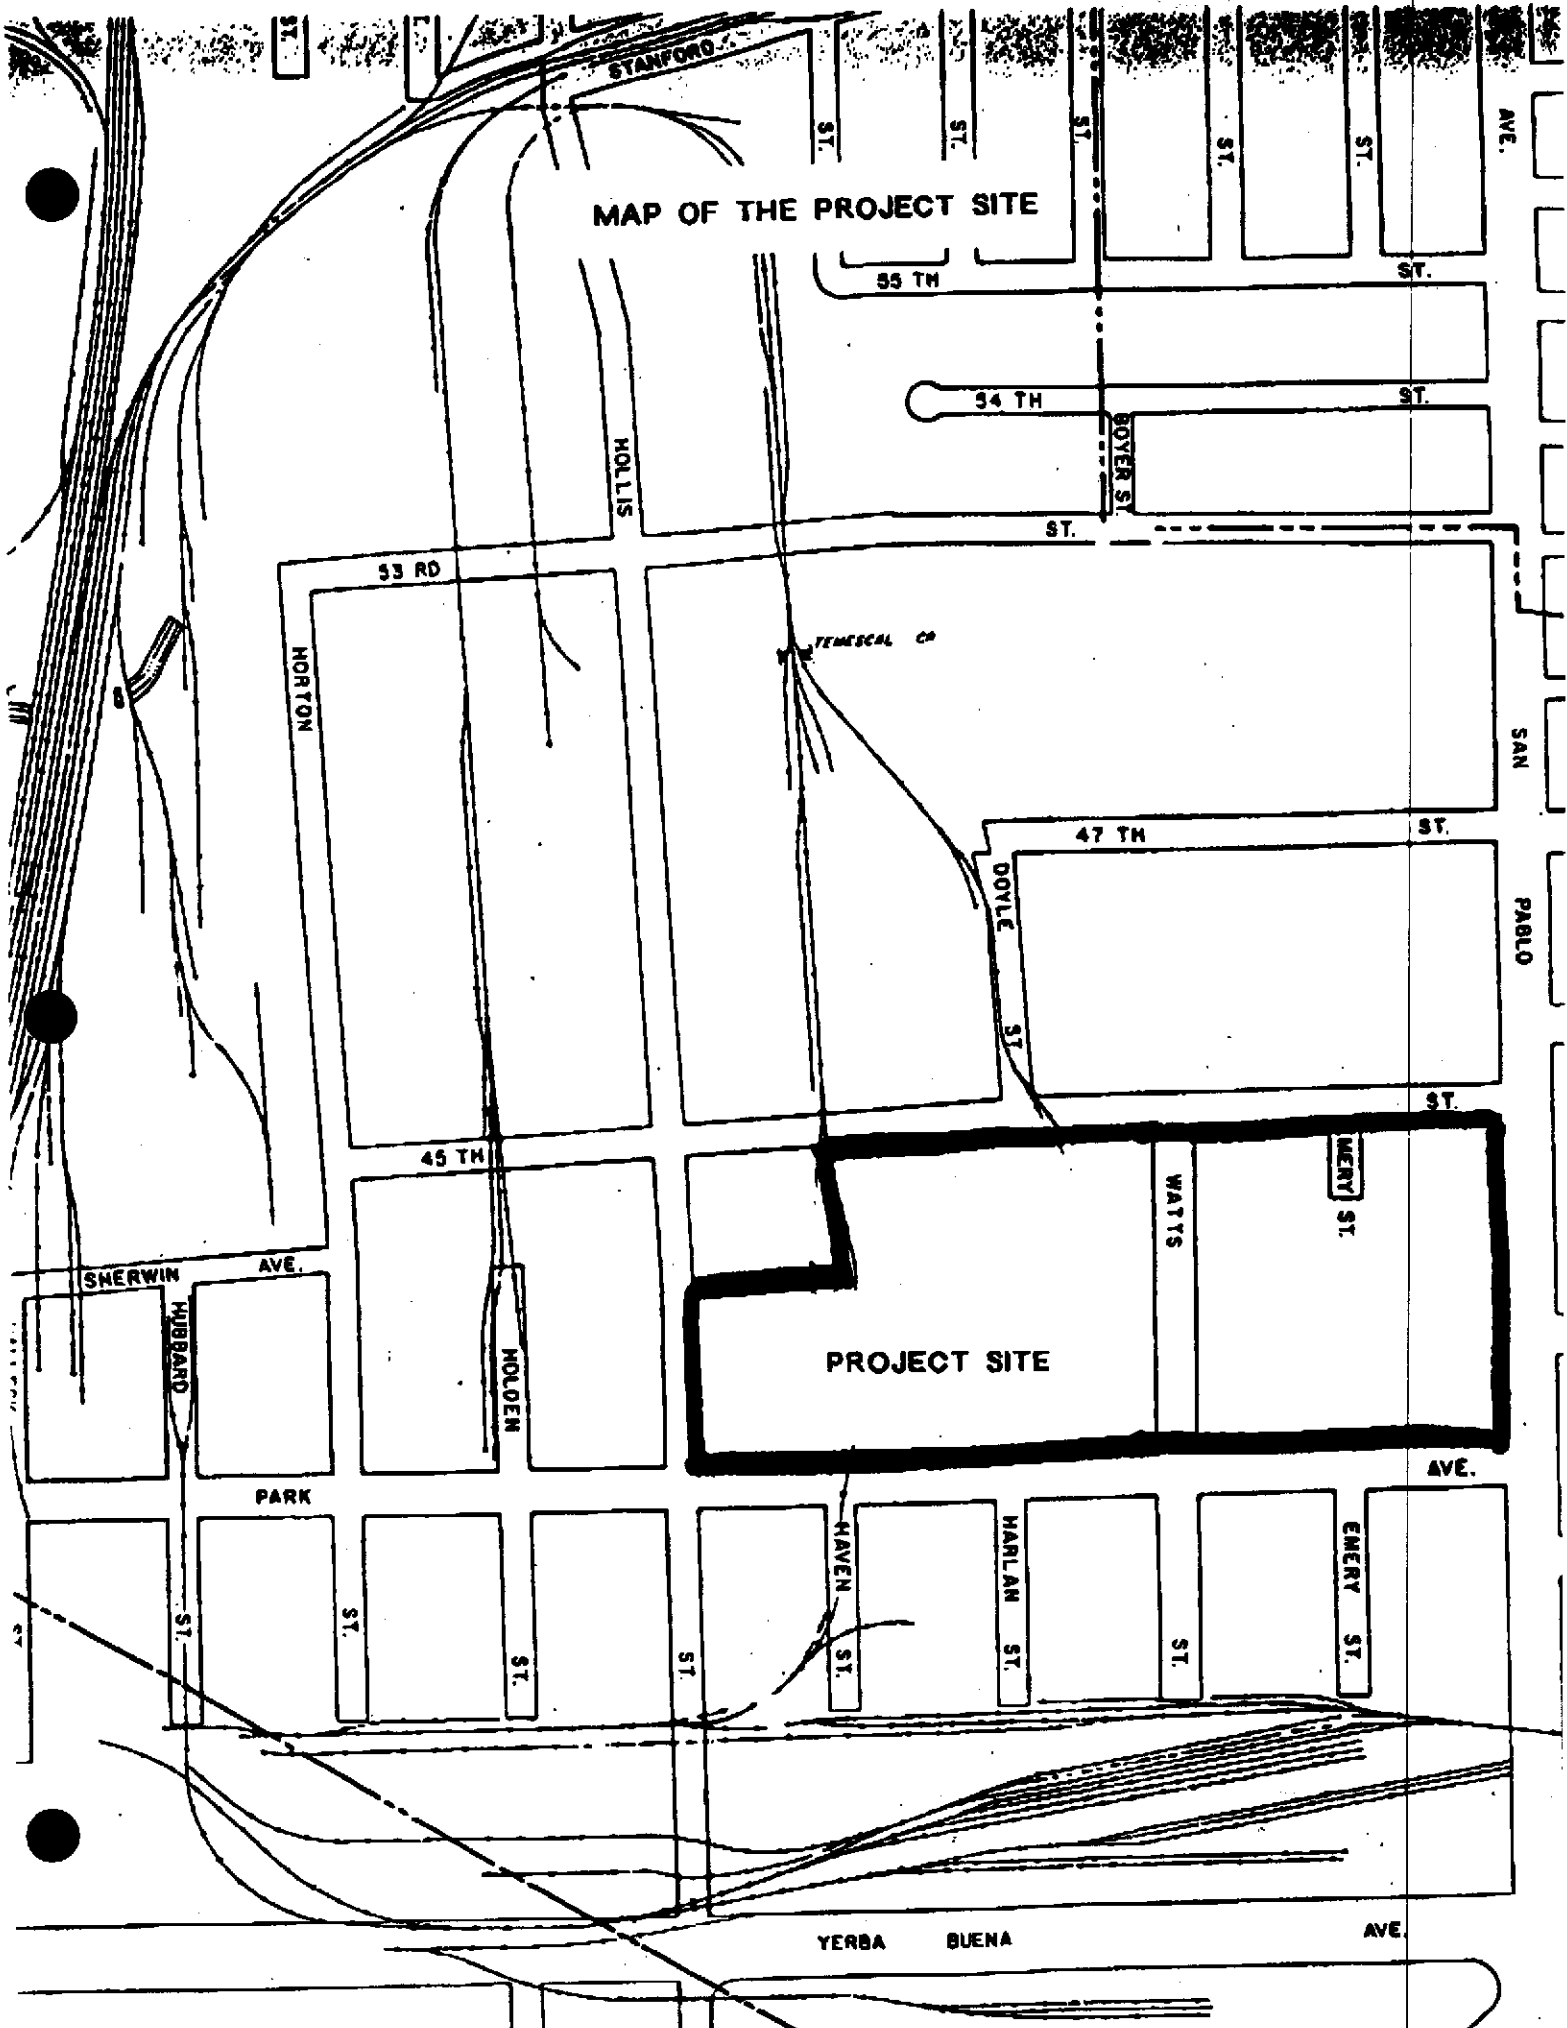 ST.
STANFORD
ST.
ST.
ST.
ST.
ST.
AVE.
MAP OF THE PROJECT SITE
55 TH
ST.
54 TH
ST.
HOLLIS
BOYER ST.
ST.
53 RD
TEMESCAL CR
HORTON
SAN
47 TH
ST.
DOYLE
PABLO
ST
ST.
45 TH
MERY ST.
WATTS
SHERWIN
AVE.
HUBBARD
HOLDEN
PROJECT SITE
AVE.
PARK
HAVEN
HARLAN
EMERY
ST.
ST.
ST.
ST.
ST.
ST.
ST.
ST.
ST
YERBA BUENA
AVE.